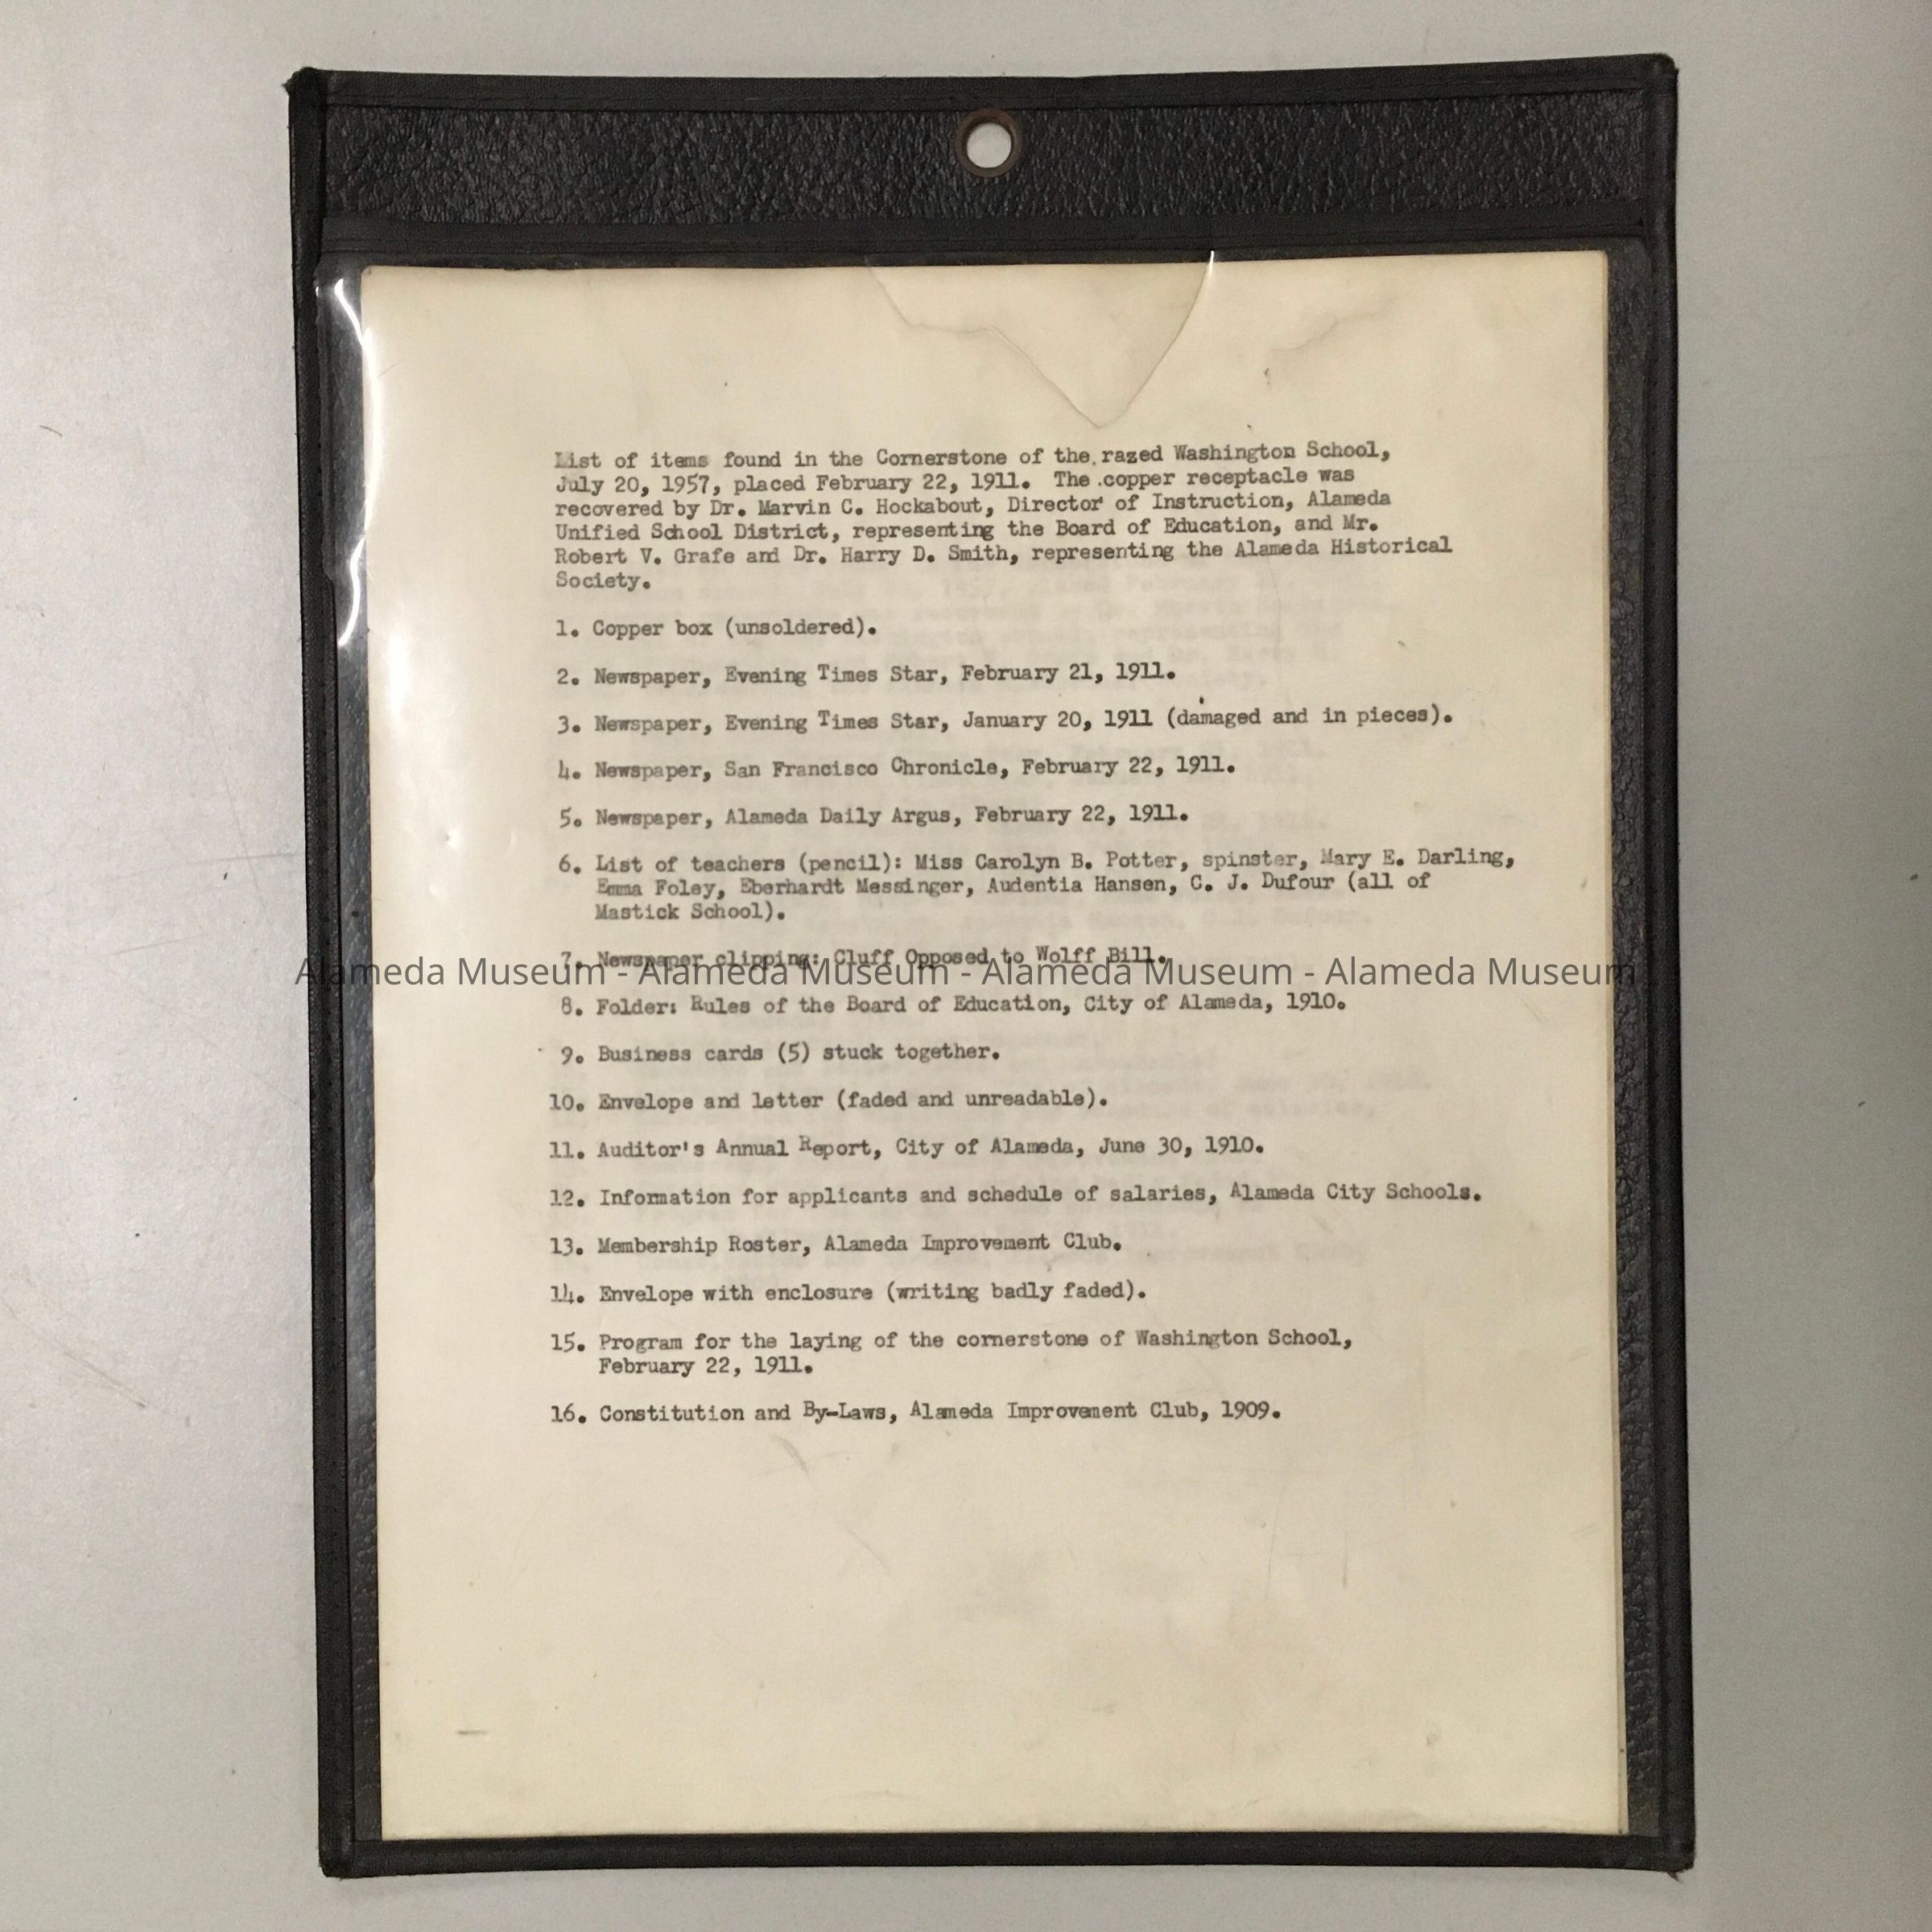 List of items found in the Cornerstone of the razed Washington School,
July 20, 1957, placed February 22, 1911. The copper receptacle was
recovered by Dr. Marvin C. Hockabout, Director of Instruction, Alameda
Unified School District, representing the Board of Education, and Mr.
Robert V. Grafe and Dr. Harry D. Smith, representing the Alameda Historical
Society.
1. Copper box (unsoldered).
2. Newspaper, Evening Times Star, February 21, 1911.
3. Newspaper, Evening Times Star, January 20, 1911 (damaged and in pieces).
4. Newspaper, San Francisco Chronicle, February 22, 1911.
5. Newspaper, Alameda Daily Argus, February 22, 1911.
6. List of teachers (pencil): Miss Carolyn B. Potter, spinster, Mary E. Darling,
Emma Foley, Eberhardt Messinger, Audentia Hansen, C. J. Dufour (all of
Mastick School).
7. Newspaper clipping: Cluff Opposed to Wolff Bill.
Alameda Museum - Alameda Museum - Alameda Museum - Alameda Museum
8. Folder: Rules of the Board of Education, City of Alameda, 1910.
9. Business cards (5) stuck together.
10. Envelope and letter (faded and unreadable).
11. Auditor's Annual Report, City of Alameda, June 30, 1910.
12. Information for applicants and schedule of salaries, Alameda City Schools.
13. Membership Roster, Alameda Improvement Club.
14. Envelope with enclosure (writing badly faded).
15. Program for the laying of the cornerstone of Washington School,
February 22, 1911.
16. Constitution and By-Laws, Alameda Improvement Club, 1909.